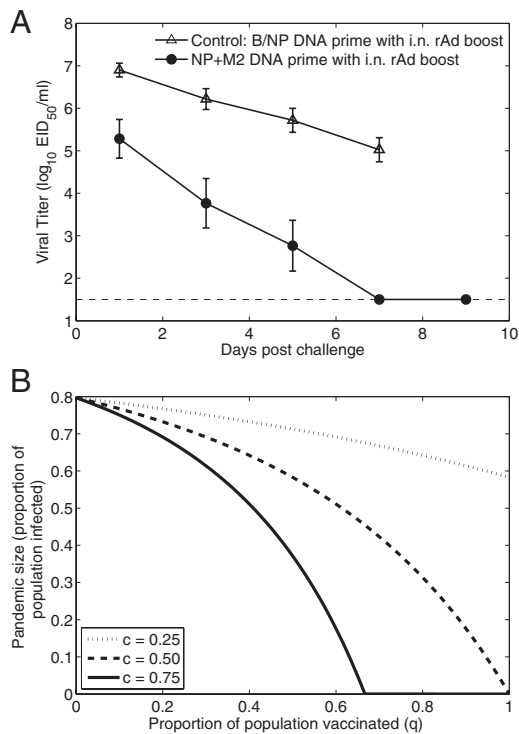 A
Control: B/NP DNA prime with i.n. rAd boost
NP+M2 DNA prime with i.n. rAd boost
Viral Titer (log10 EID50/ml)
8
7
6
5
4
3
2
1
0 2 4 6 8 10
Days post challenge
B
Pandemic size (proportion of
population infected)
0.8
0.7
0.6
0.5
0.4
0.3
0.2
0.1
0
c = 0.25
c = 0.50
c = 0.75
0 0.2 0.4 0.6 0.8 1
Proportion of population vaccinated (q)